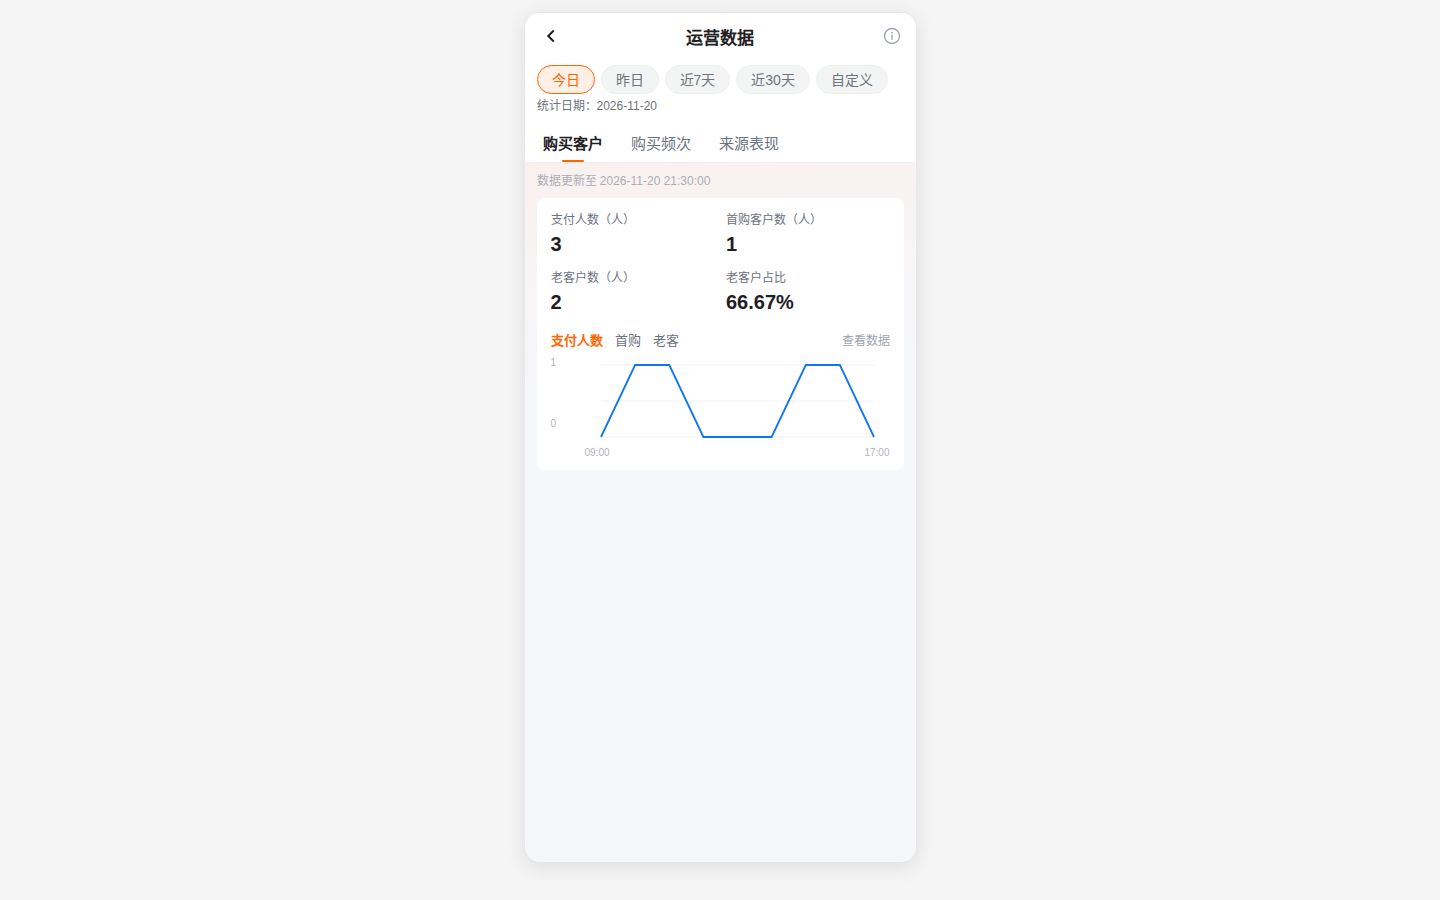 运营数据
今日 昨日 近7天 近30天 自定义
统计日期：2026-11-20
购买客户 购买频次 来源表现
数据更新至 2026-11-20 21:30:00
支付人数（人） 首购客户数（人）
3 1
老客户数（人） 老客户占比
2 66.67%
支付人数 首购 老客 查看数据
1
0
09:00 17:00